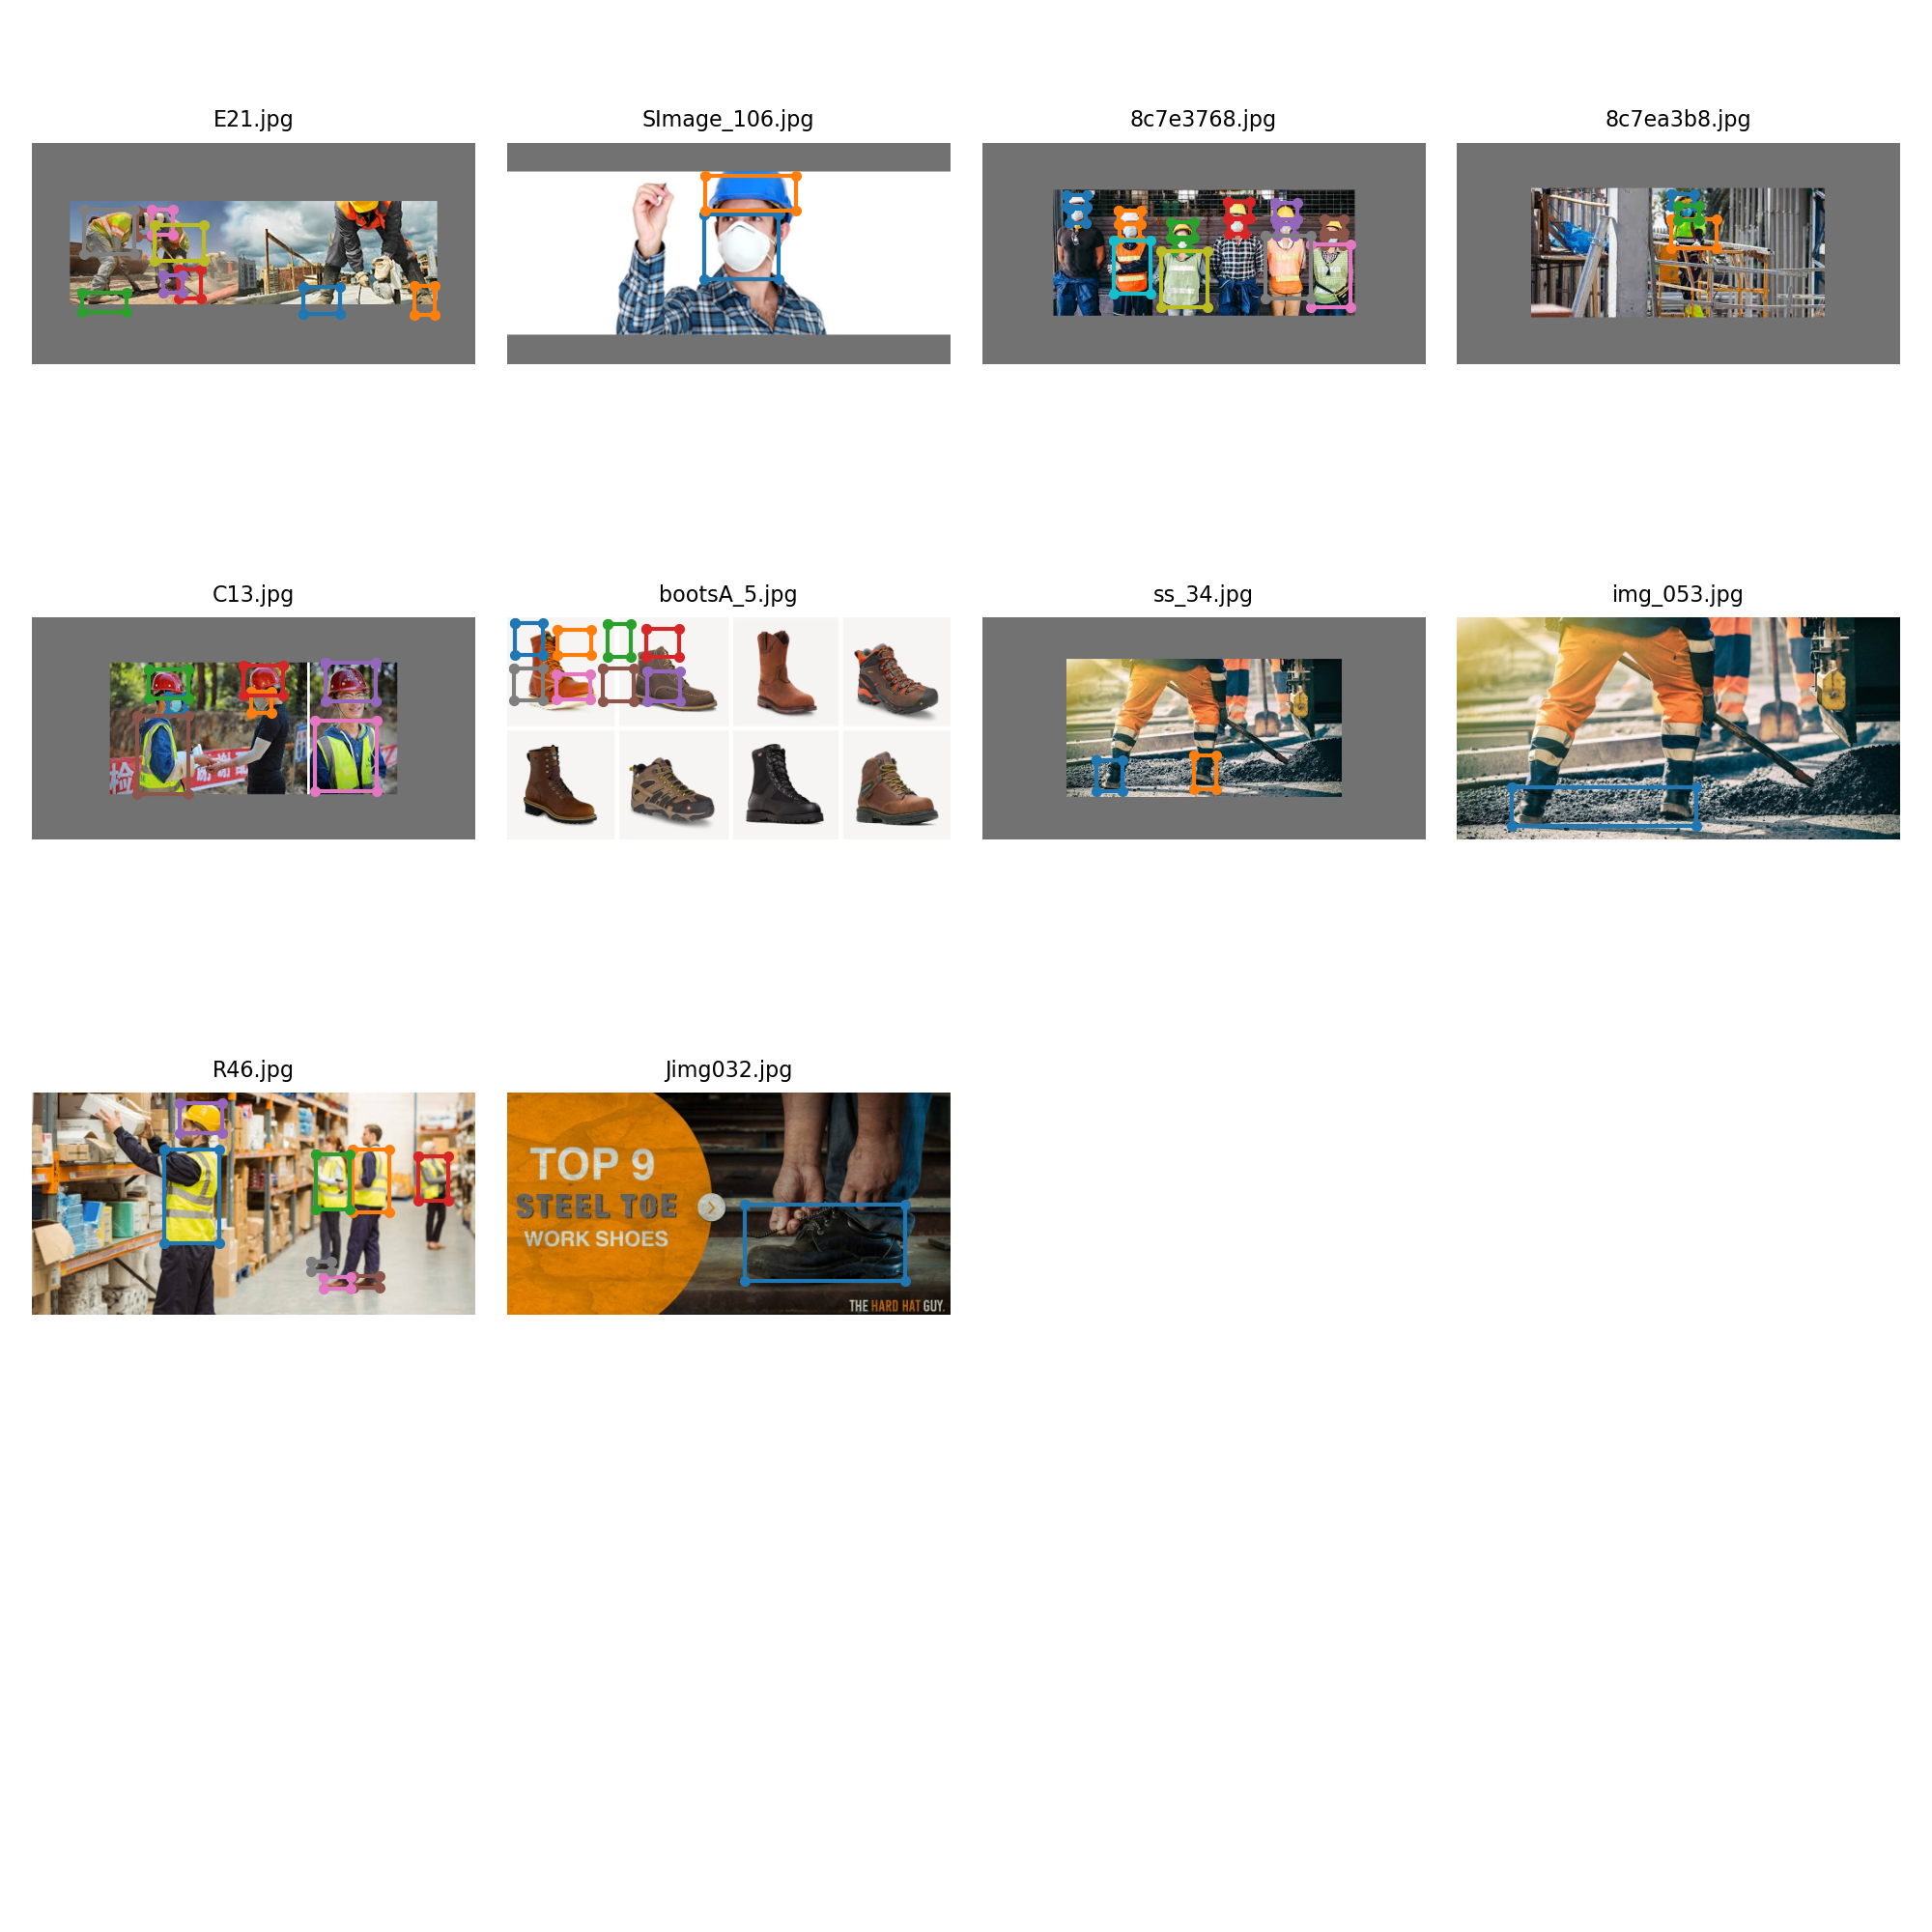 E21.jpg
SImage_106.jpg
8c7e3768.jpg
8c7ea3b8.jpg
C13.jpg
bootsA_5.jpg
ss_34.jpg
img_053.jpg
R46.jpg
Jimg032.jpg
TOP 9
STEEL TOE
WORK SHOES
THE HARD HAT GUY.